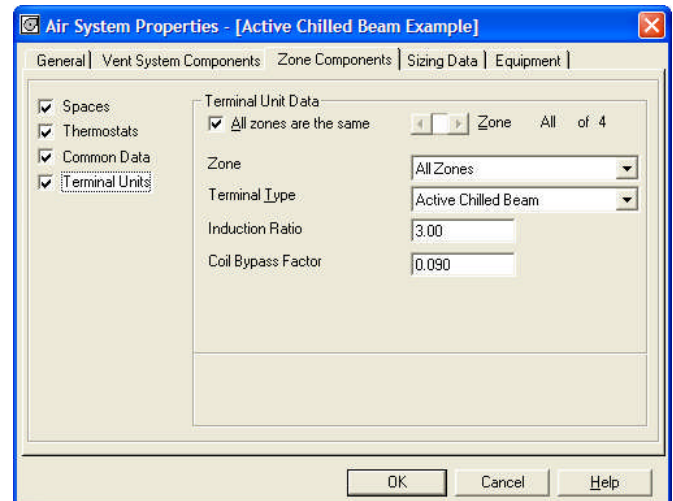 Air System Properties - [Active Chilled Beam Example]
General Vent System Components Zone Components Sizing Data Equipment
Spaces
Thermostats
Common Data
Terminal Units
Terminal Unit Data
All zones are the same Zone All of 4
Zone All Zones
Terminal Type Active Chilled Beam
Induction Ratio 3.00
Coil Bypass Factor 0.090
OK Cancel Help